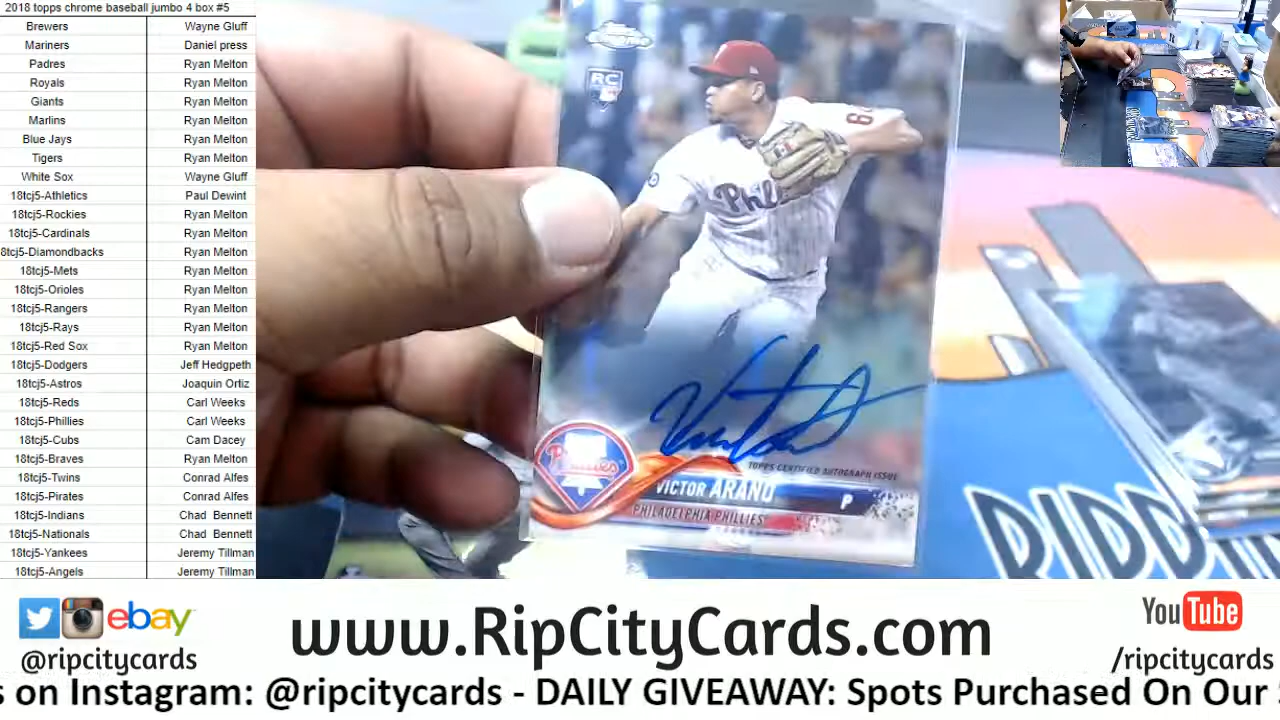 2018 topps chrome baseball jumbo 4 box #5
Brewers Wayne Gluff
Mariners Daniel press
Padres Ryan Melton
Royals Ryan Melton
Giants Ryan Melton
Marlins Ryan Melton
Blue Jays Ryan Melton
Tigers Ryan Melton
White Sox Wayne Gluff
18tcj5-Athletics Paul Dewint
18tcj5-Rockies Ryan Melton
18tcj5-Cardinals Ryan Melton
8tcj5-Diamondbacks Ryan Melton
18tcj5-Mets Ryan Melton
18tcj5-Orioles Ryan Melton
18tcj5-Rangers Ryan Melton
18tcj5-Rays Ryan Melton
18tcj5-Red Sox Ryan Melton
18tcj5-Dodgers Jeff Hedgpeth
18tcj5-Astros Joaquin Ortiz
18tcj5-Reds Carl Weeks
18tcj5-Phillies Carl Weeks
18tcj5-Cubs Cam Dacey
18tcj5-Braves Ryan Melton
18tcj5-Twins Conrad Alfes
18tcj5-Pirates Conrad Alfes
18tcj5-Indians Chad Bennett
18tcj5-Nationals Chad Bennett
18tcj5-Yankees Jeremy Tillman
18tcj5-Angels Jeremy Tillman
RC
Phil
TOPPS CERTIFIED AUTOGRAPH ISSUE
Phillies
VICTOR ARANO P
PHILADELPHIA PHILLIES
RIPP
ebay
@ripcitycards
www.RipCityCards.com
YouTube
/ripcitycards
s on Instagram: @ripcitycards - DAILY GIVEAWAY: Spots Purchased On Our